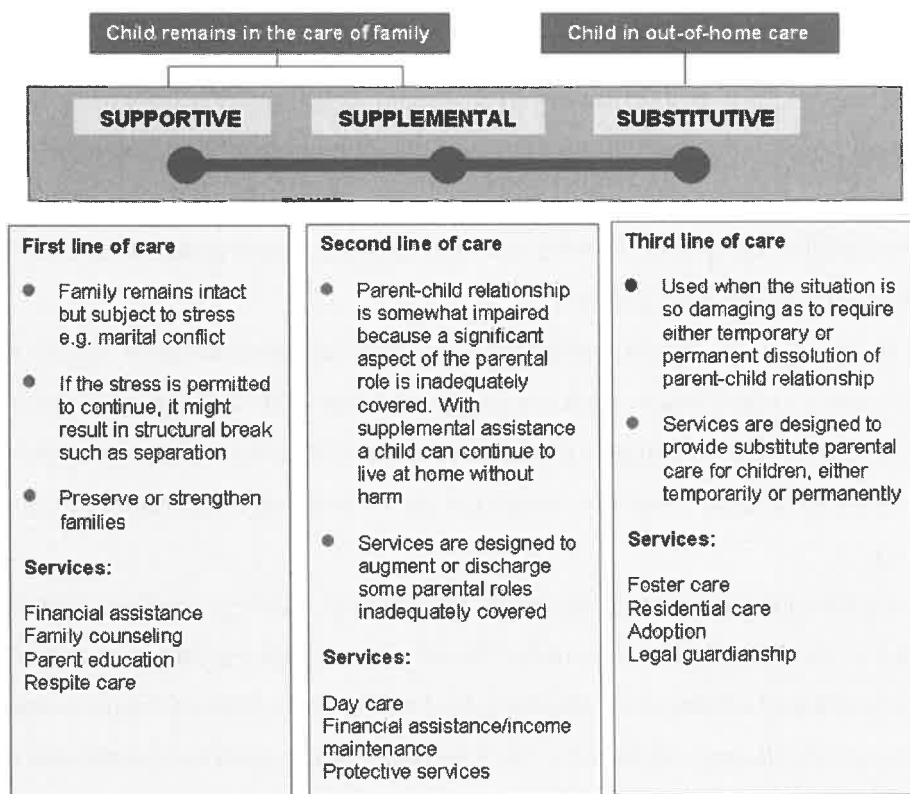 Child remains in the care of family
Child in out-of-home care
SUPPORTIVE
SUPPLEMENTAL
SUBSTITUTIVE
First line of care
Family remains intact
but subject to stress
e.g. marital conflict
If the stress is permitted
to continue, it might
result in structural break
such as separation
Preserve or strengthen
families
Services:
Financial assistance
Family counseling
Parent education
Respite care
Second line of care
Parent-child relationship
is somewhat impaired
because a significant
aspect of the parental
role is inadequately
covered. With
supplemental assistance
a child can continue to
live at home without
harm
Services are designed to
augment or discharge
some parental roles
inadequately covered
Services:
Day care
Financial assistance/income
maintenance
Protective services
Third line of care
Used when the situation is
so damaging as to require
either temporary or
permanent dissolution of
parent-child relationship
Services are designed to
provide substitute parental
care for children, either
temporarily or permanently
Services:
Foster care
Residential care
Adoption
Legal guardianship